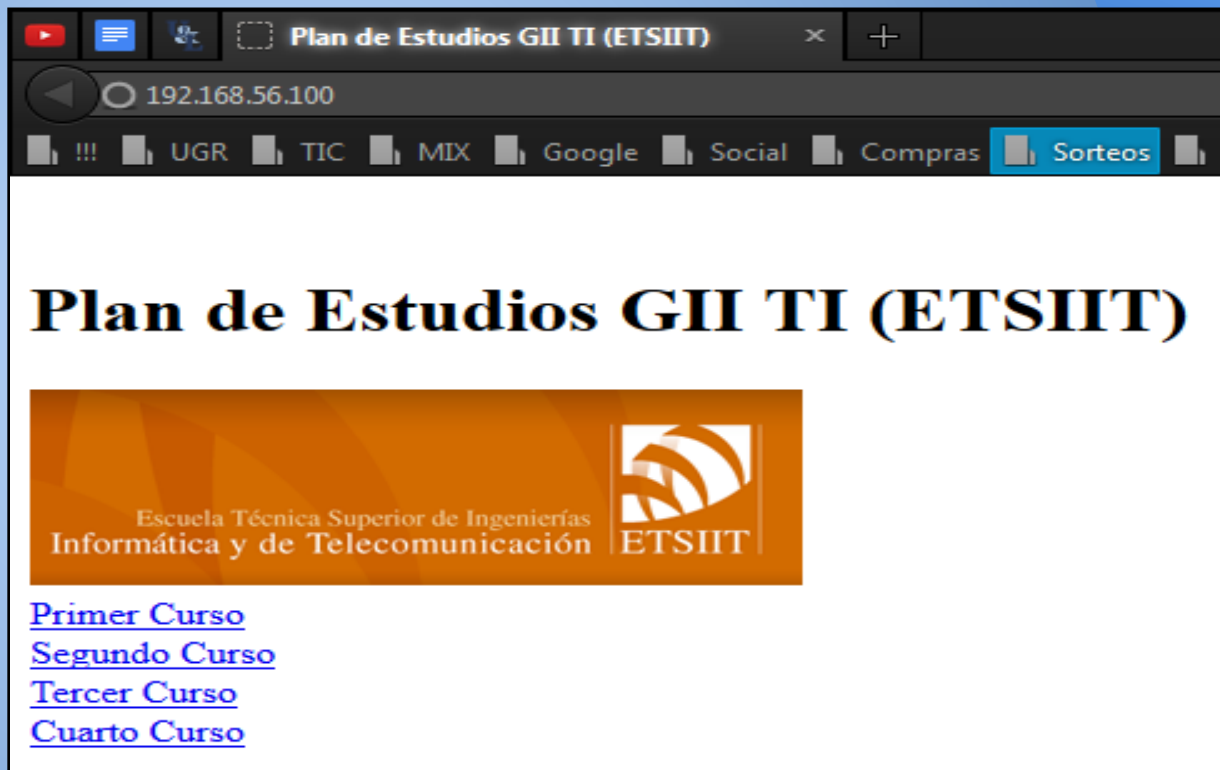 Plan de Estudios GII TI (ETSIIT)
192.168.56.100
!!! UGR TIC MIX Google Social Compras Sorteos
Plan de Estudios GII TI (ETSIIT)
Escuela Técnica Superior de Ingenierías
Informática y de Telecomunicación
ETSIIT
Primer Curso
Segundo Curso
Tercer Curso
Cuarto Curso